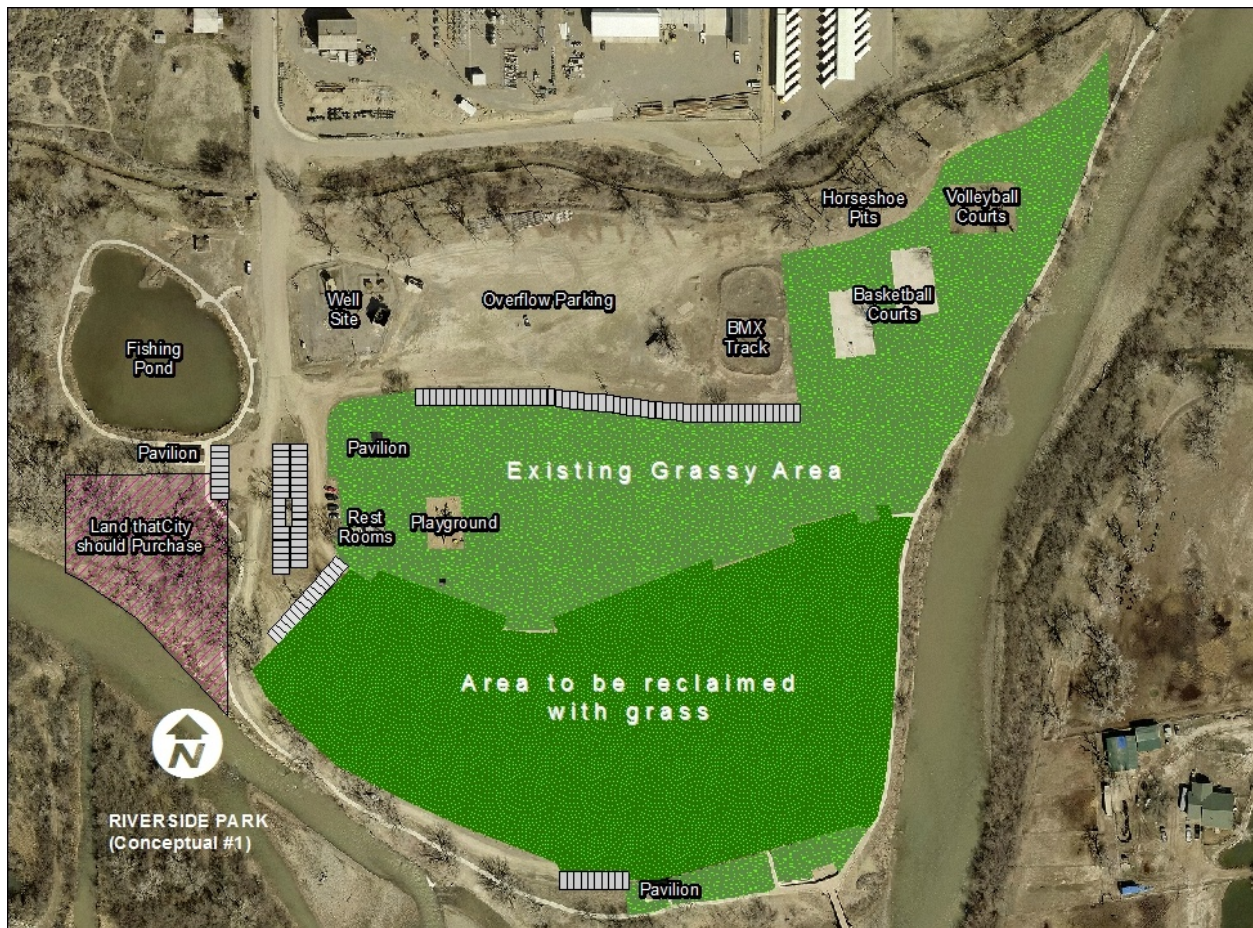 Horseshoe
Pits
Volleyball
Courts
Well
Site
Overflow Parking
Basketball
Courts
BMX
Track
Fishing
Pond
Pavilion
Pavilion
Existing Grassy Area
Land thatCity
should Purchase
Rest
Rooms
Playground
Area to be reclaimed
with grass
N
RIVERSIDE PARK
(Conceptual #1)
Pavilion